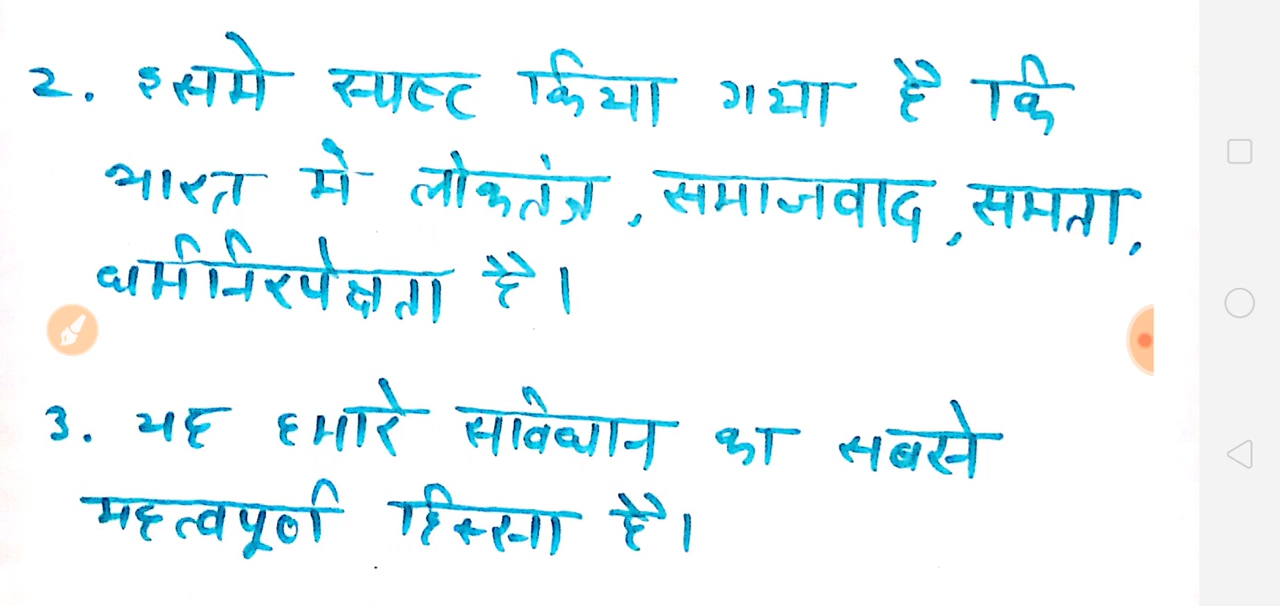 2. इसमे स्पष्ट किया गया है कि
भारत मे लोकतंत्र, समाजवाद, समता,
धर्मनिरपेक्षता है।
3. यह हमारे संविधान का सबसे
महत्वपूर्ण हिस्सा है।